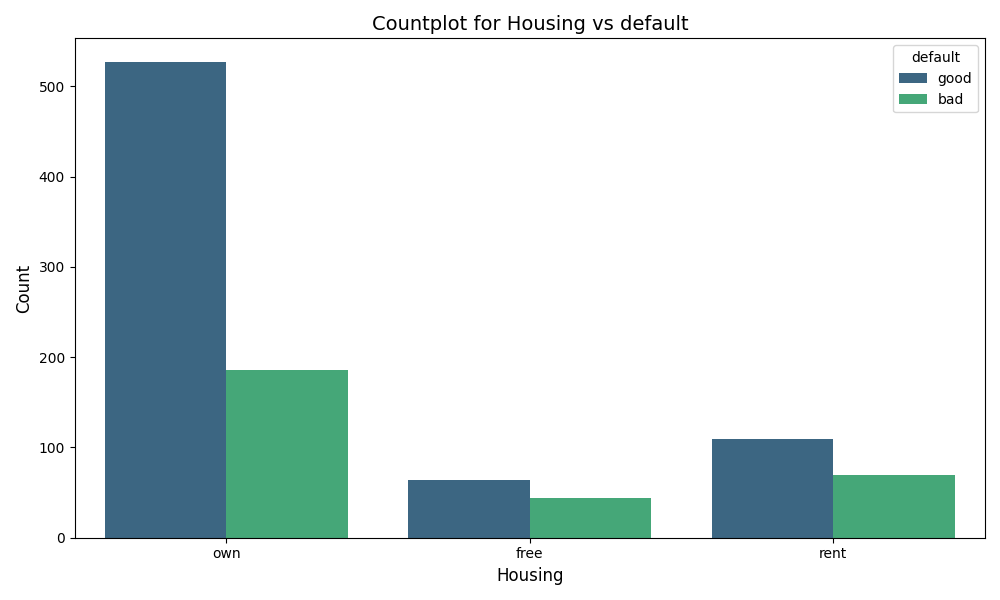 Countplot for Housing vs default
default
good
bad
500
400
300
200
100
0
Count
own
free
rent
Housing